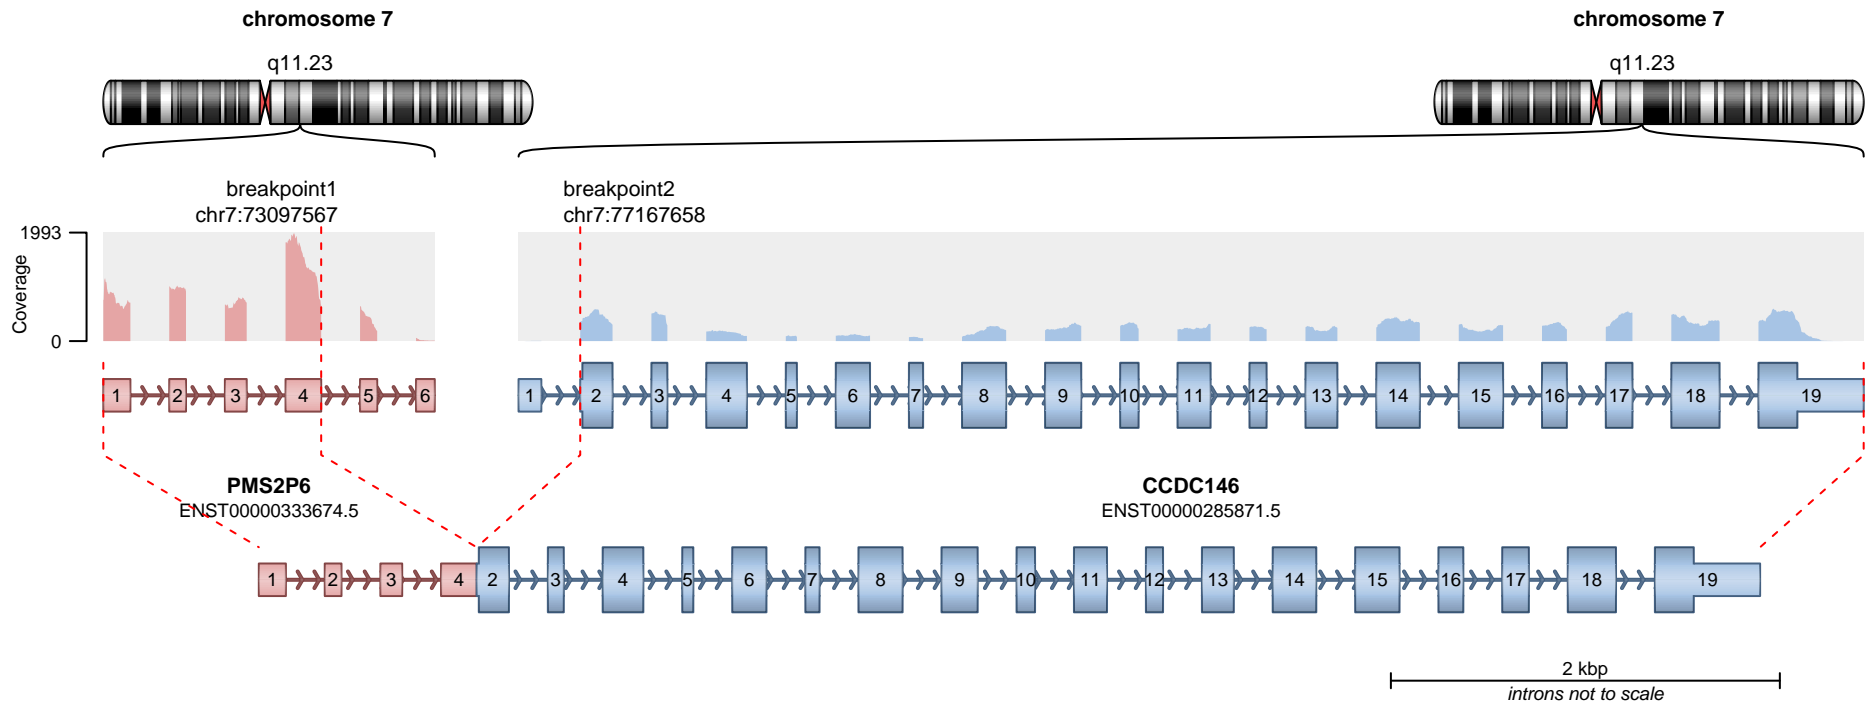 chromosome 7
chromosome 7
q11.23
q11.23
breakpoint1
chr7:73097567
breakpoint2
chr7:77167658
1993
Coverage
0
1 2 3 4 5 6
1 2 3 4 5 6 7 8 9 10 11 12 13 14 15 16 17 18 19
PMS2P6
ENST00000333674.5
CCDC146
ENST00000285871.5
1 2 3 4 2 3 4 5 6 7 8 9 10 11 12 13 14 15 16 17 18 19
2 kbp
introns not to scale